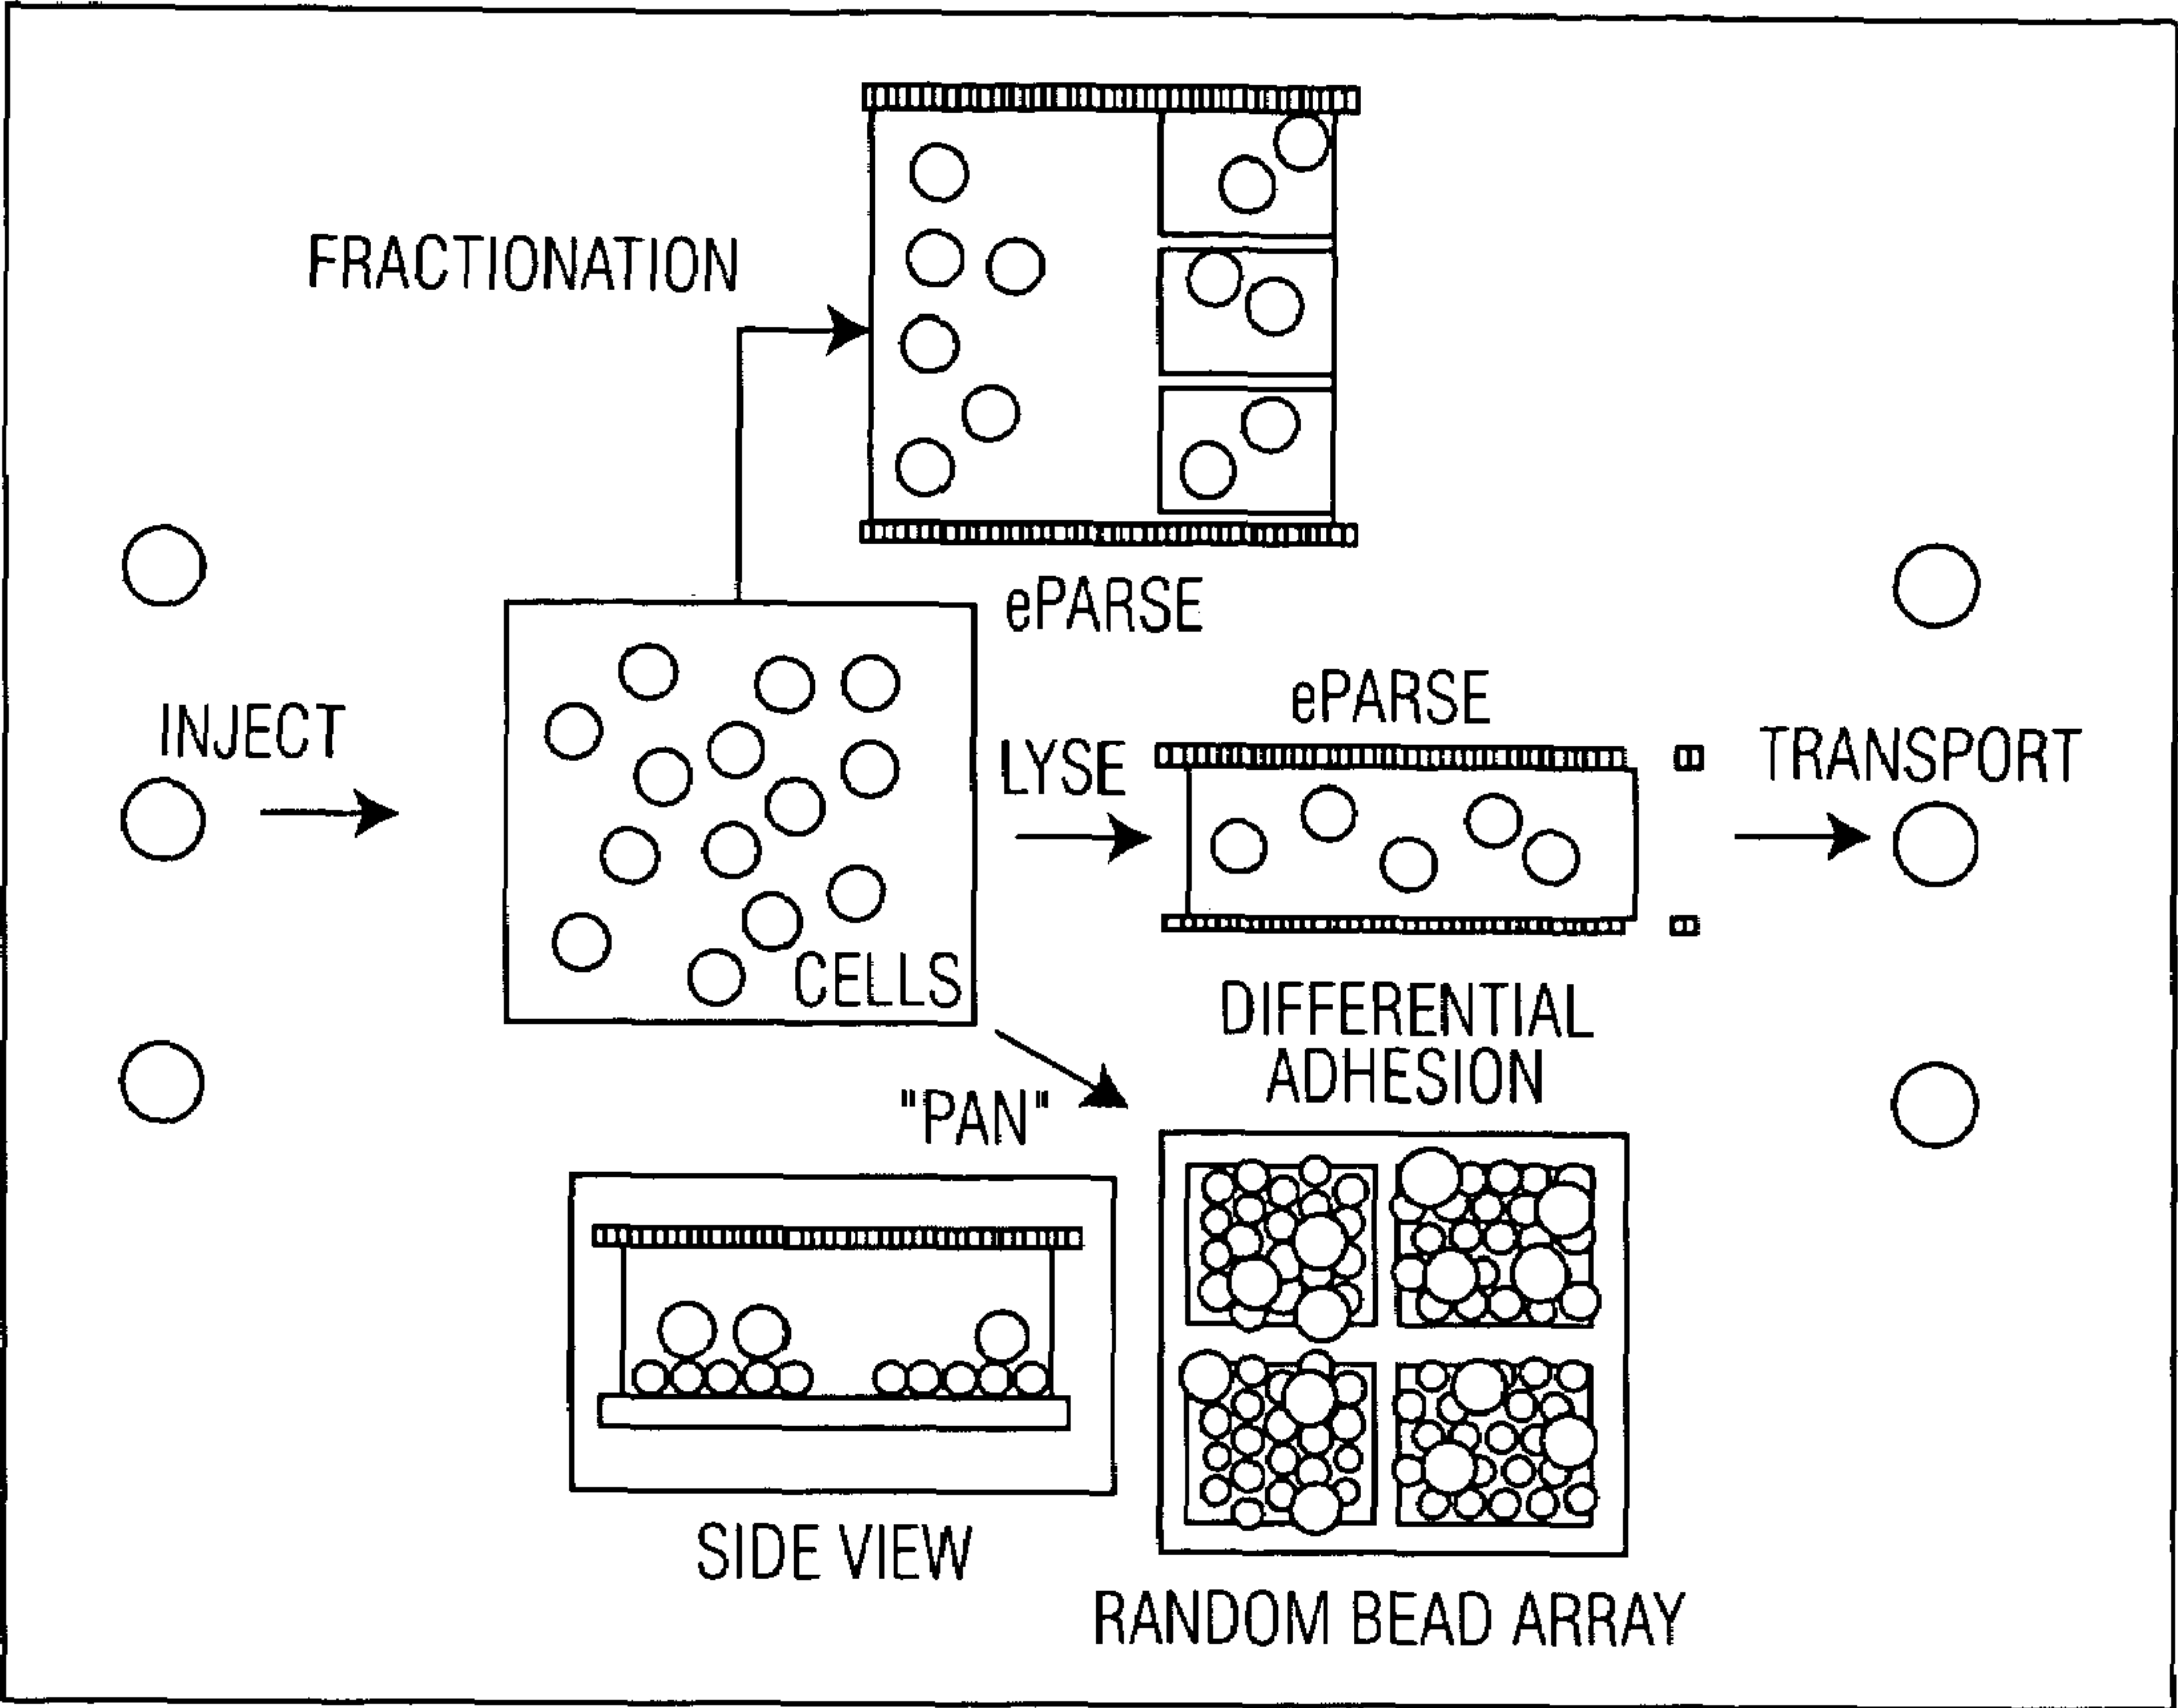 FRACTIONATION
ePARSE
INJECT
CELLS
LYSE
ePARSE
TRANSPORT
DIFFERENTIAL
ADHESION
"PAN"
SIDE VIEW
RANDOM BEAD ARRAY